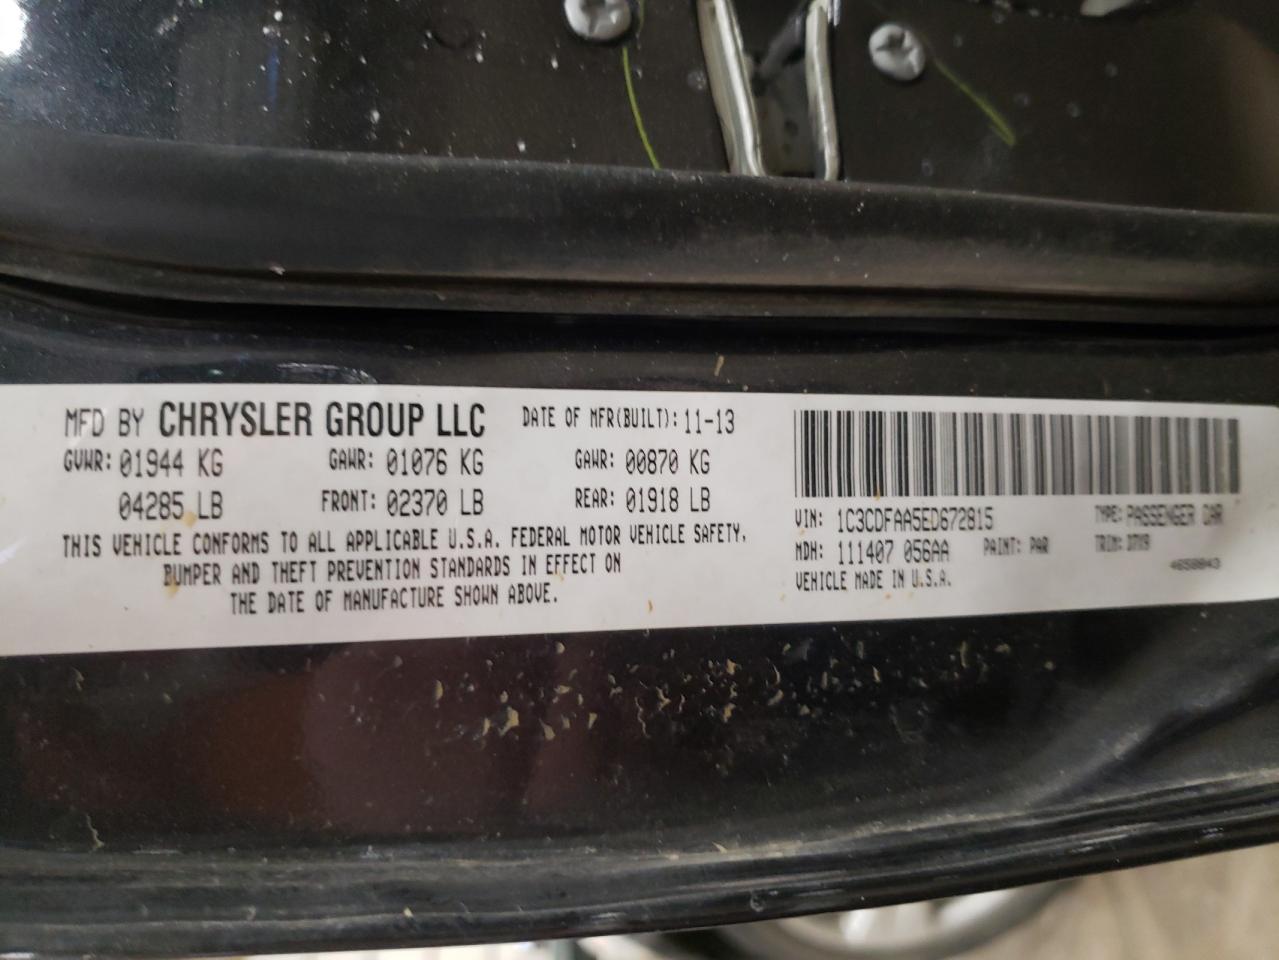 MFD BY CHRYSLER GROUP LLC DATE OF MFR(BUILT): 11-13
GVWR: 01944 KG GAWR: 01076 KG GAWR: 00870 KG
04285 LB FRONT: 02370 LB REAR: 01918 LB
THIS VEHICLE CONFORMS TO ALL APPLICABLE U.S.A. FEDERAL MOTOR VEHICLE SAFETY,
BUMPER AND THEFT PREVENTION STANDARDS IN EFFECT ON
THE DATE OF MANUFACTURE SHOWN ABOVE.
VIN: 1C3CDFAA5ED672815 TYPE: PASSENGER CAR
MDH: 111407 056AA PAINT: PAR TRIM: DMX9
VEHICLE MADE IN U.S.A.